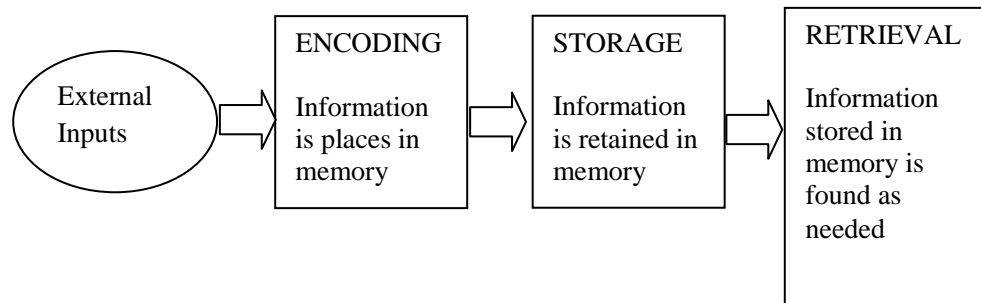 External
Inputs
ENCODING
Information
is places in
memory
STORAGE
Information
is retained in
memory
RETRIEVAL
Information
stored in
memory is
found as
needed